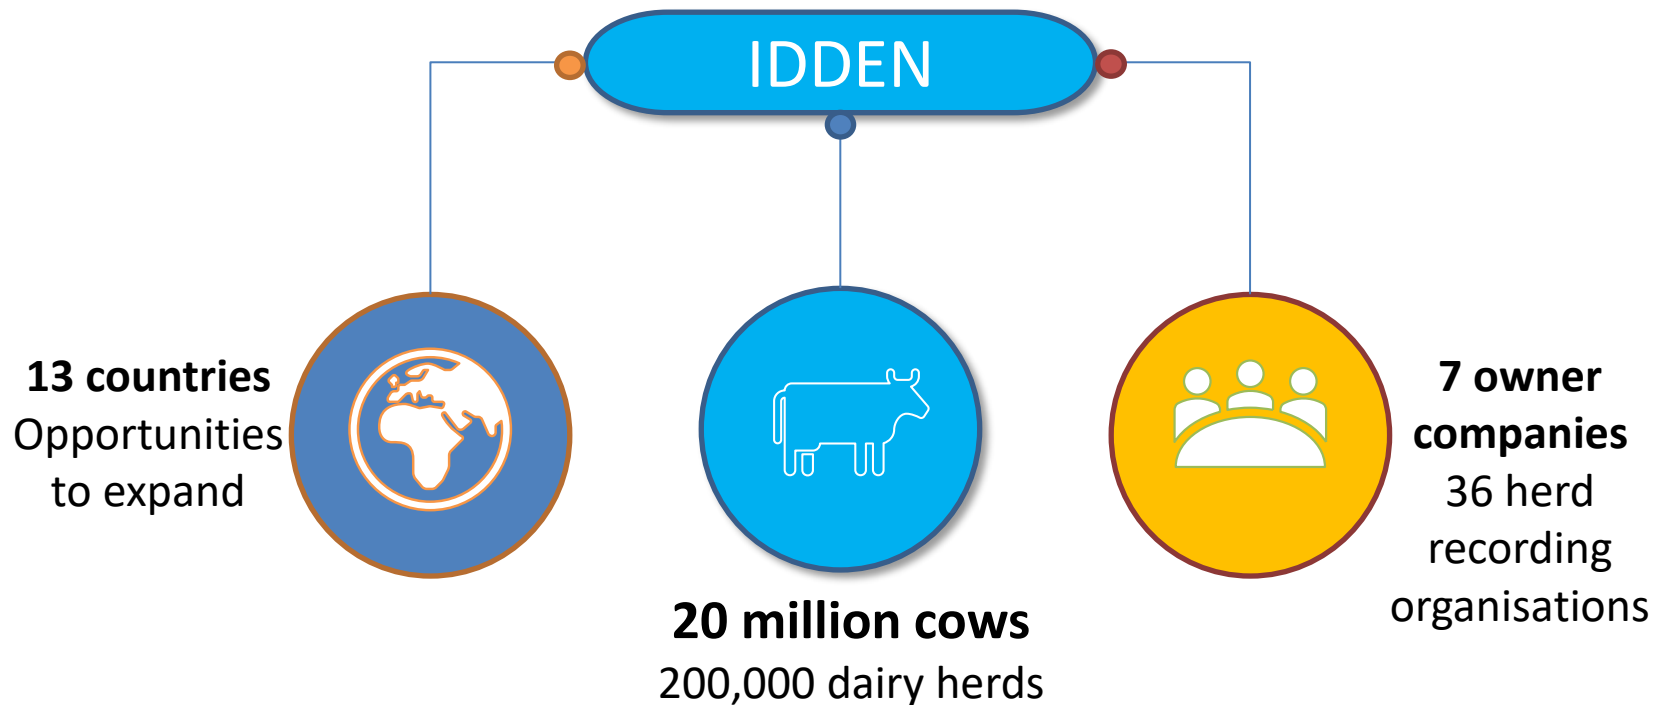 IDDEN
13 countries
Opportunities
to expand
20 million cows
200,000 dairy herds
7 owner
companies
36 herd
recording
organisations